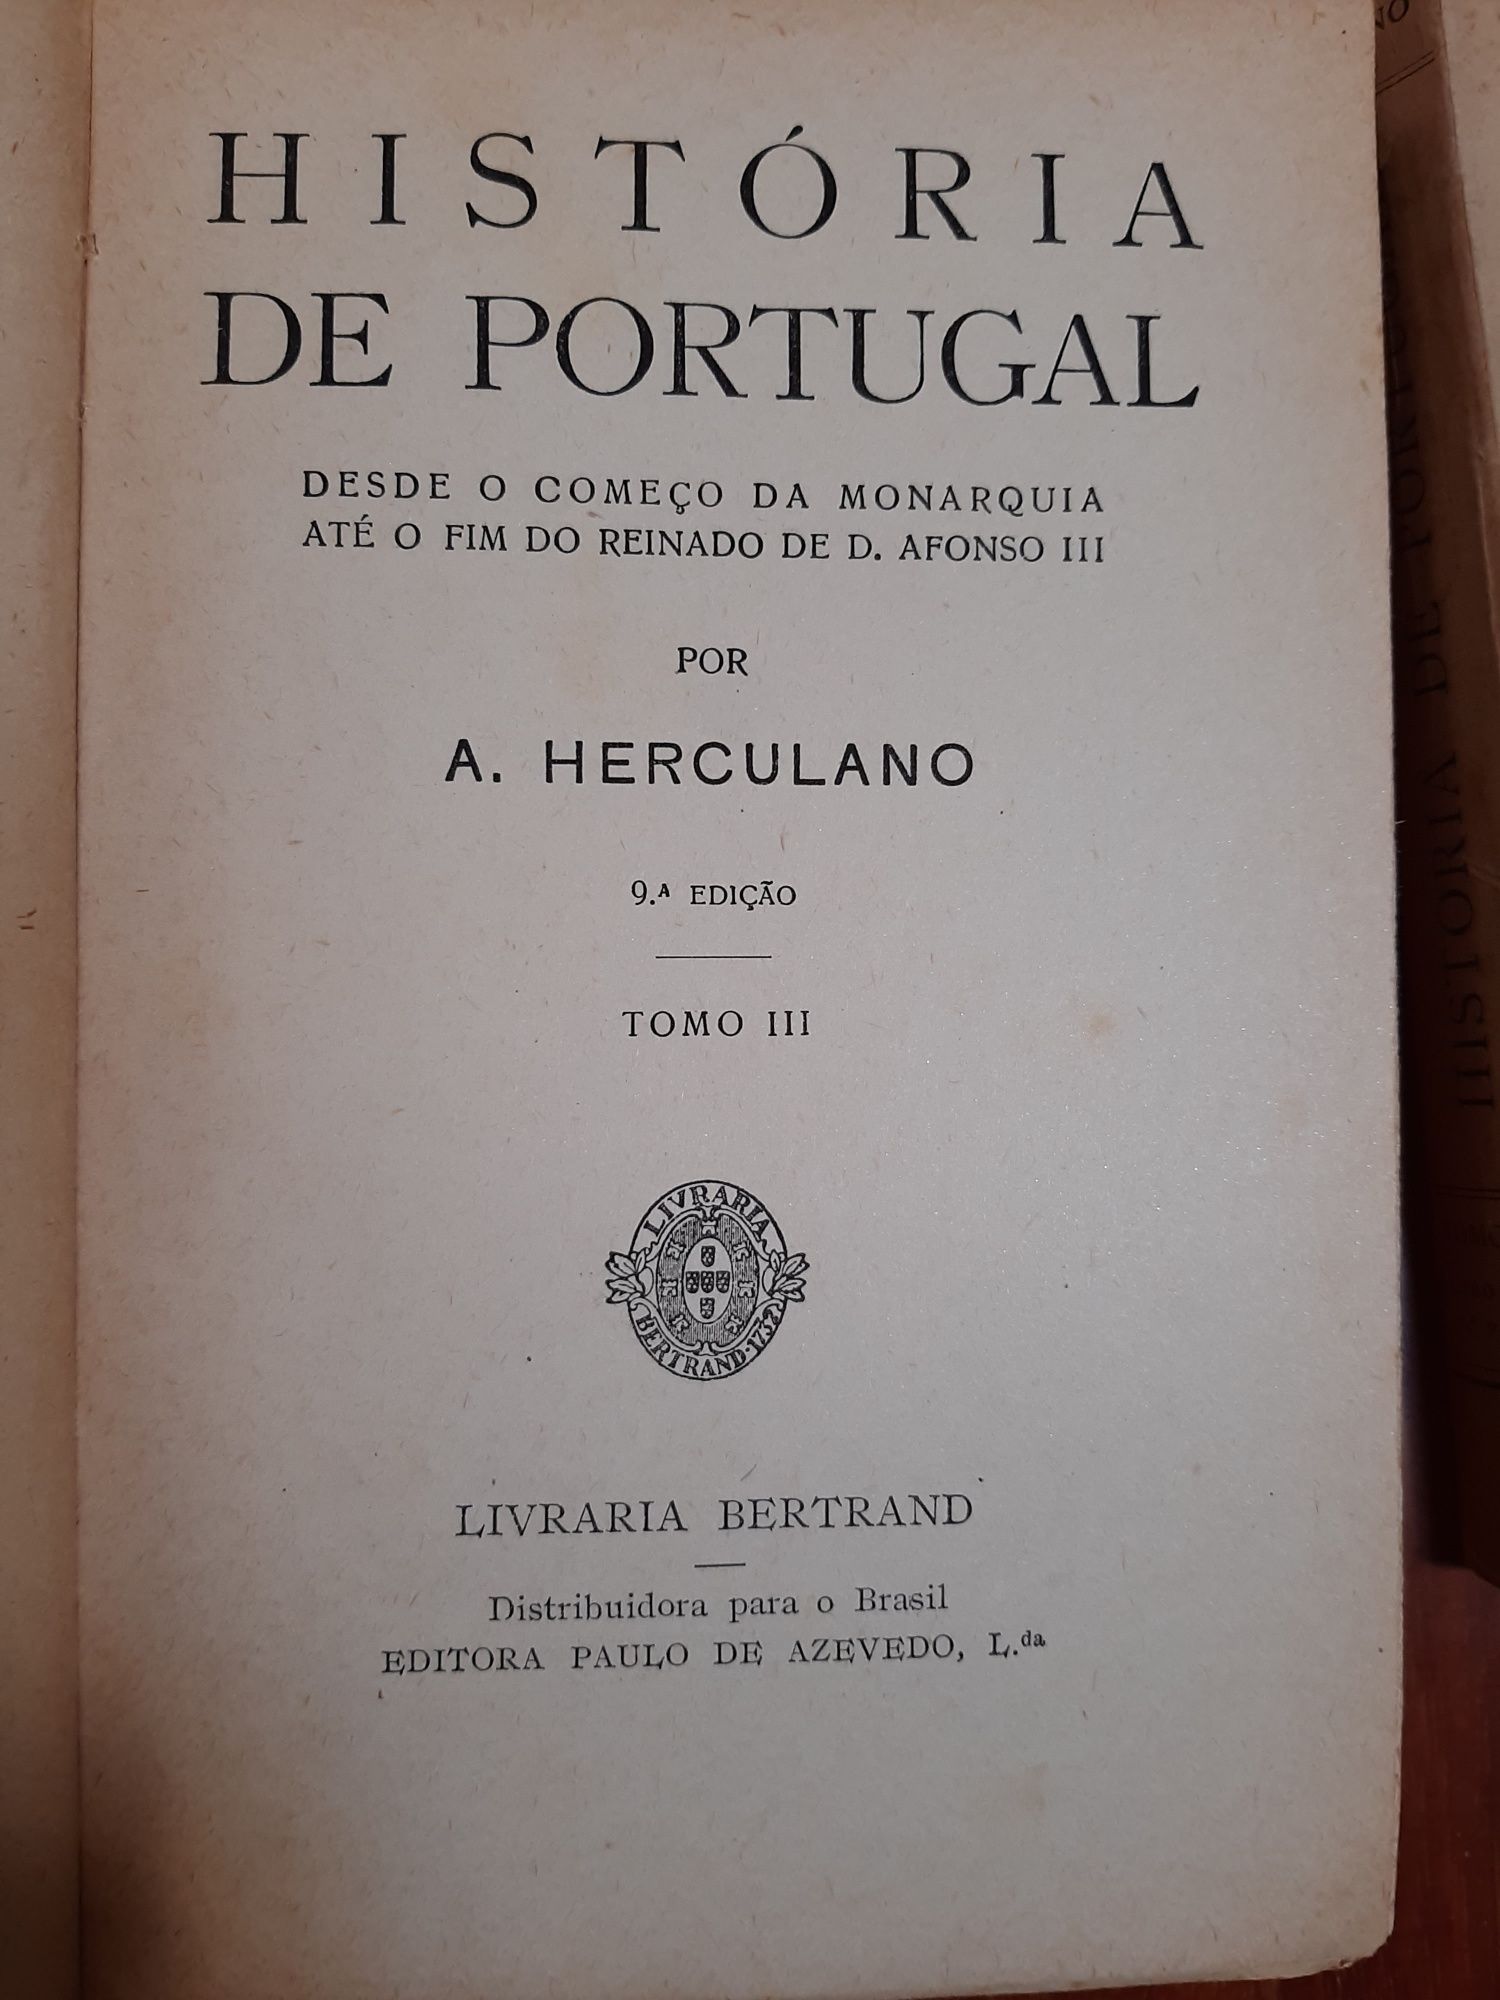 HISTÓRIA
DE PORTUGAL
DESDE O COMEÇO DA MONARQUIA
ATÉ O FIM DO REINADO DE D. AFONSO III
POR
A. HERCULANO
9.ª EDIÇÃO
TOMO III
LIVRARIA
BERTRAND·1732
LIVRARIA BERTRAND
Distribuidora para o Brasil
EDITORA PAULO DE AZEVEDO, L.da
HISTÓRIA DE PORTUGAL